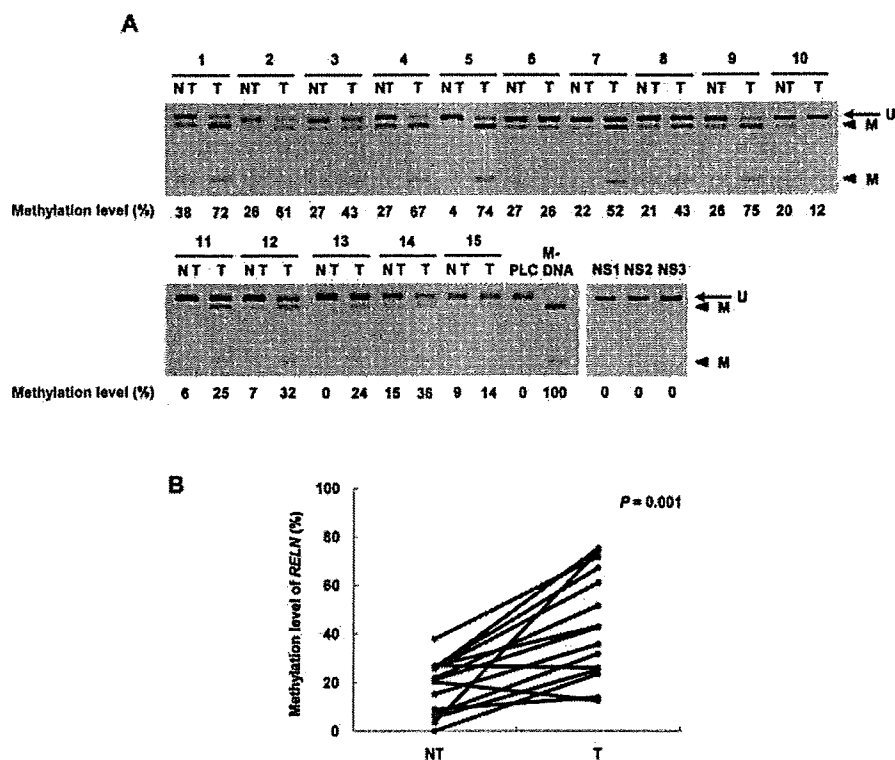 A
1 2 3 4 5 6 7 8 9 10
NT T NT T NT T NT T NT T NT T NT T NT T NT T NT T
U
M
M
Methylation level (%) 38 72 26 61 27 43 27 67 4 74 27 26 22 52 21 43 26 75 20 12
11 12 13 14 15 M-
NT T NT T NT T NT T NT T PLC DNA NS1 NS2 NS3
U
M
M
Methylation level (%) 6 25 7 32 0 24 15 36 9 14 0 100 0 0 0
B
100
P = 0.001
80
60
40
20
0
Methylation level of RELN (%)
NT T